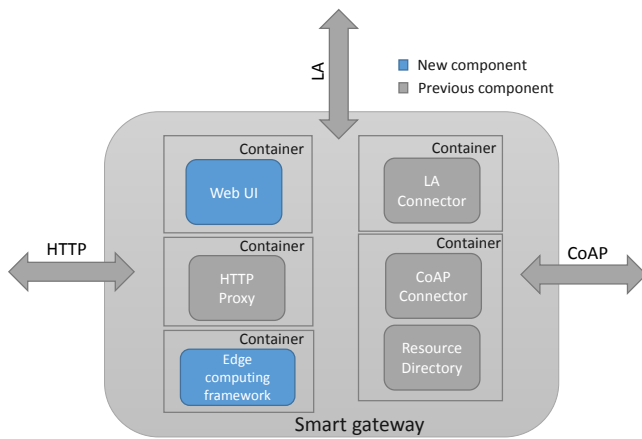 LA
New component
Previous component
Container
Web UI
Container
LA
Connector
HTTP
Container
HTTP
Proxy
Container
CoAP
Connector
CoAP
Container
Edge
computing
framework
Resource
Directory
Smart gateway